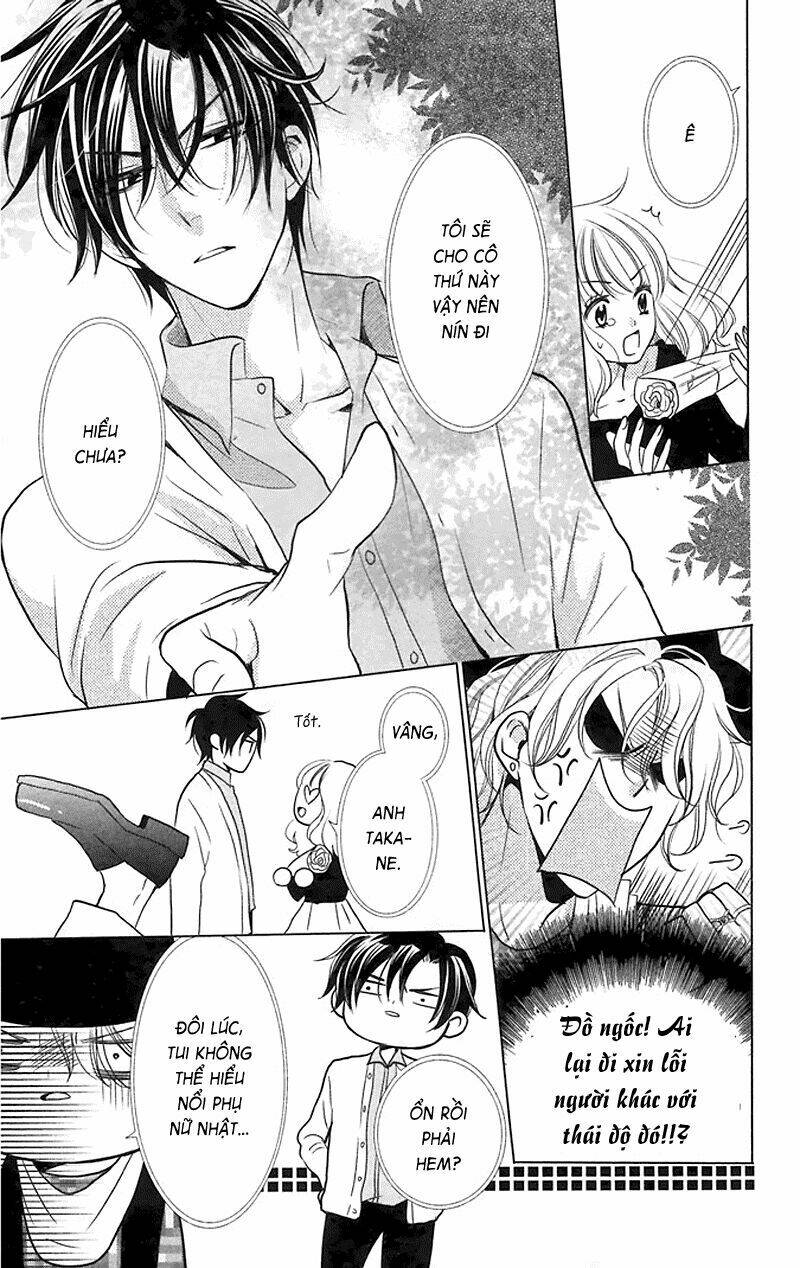 Ê
TÔI SẼ
CHO CÔ
THỨ NÀY
VẬY NÊN
NÍN ĐI
HIỂU
CHƯA?
Đồ ngốc! Ai
lại đi xin lỗi
người khác với
thái độ đó!!?
VÂNG,
ANH
TAKA-
NE.
Tốt.
ỔN RỒI
PHẢI
HEM?
ĐÔI LÚC,
TUI KHÔNG
THỂ HIỂU
NỔI PHỤ
NỮ NHẬT...